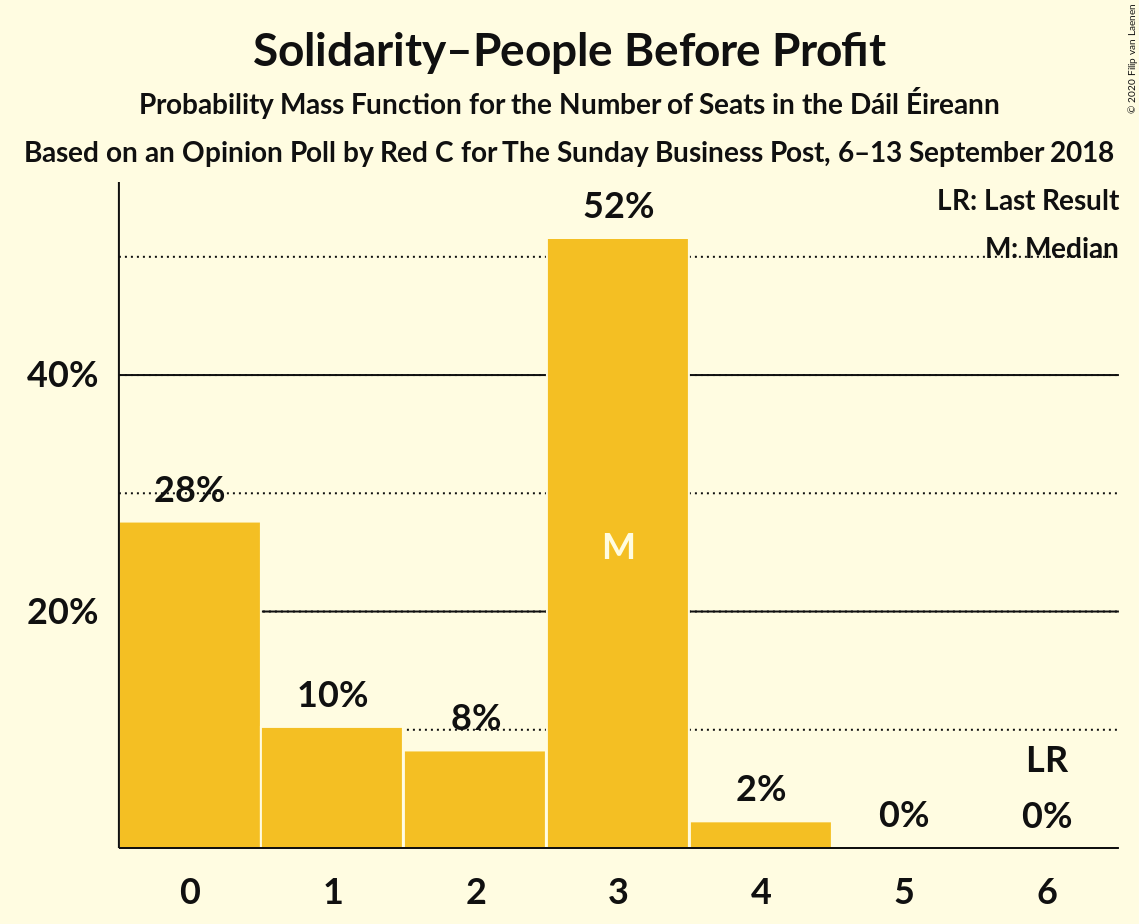 Solidarity–People Before Profit
Probability Mass Function for the Number of Seats in the Dáil Éireann
Based on an Opinion Poll by Red C for The Sunday Business Post, 6–13 September 2018
© 2020 Filip van Laenen
LR: Last Result
M: Median
52%
40%
28%
M
20%
10%
8%
LR
2%
0%
0%
0 1 2 3 4 5 6